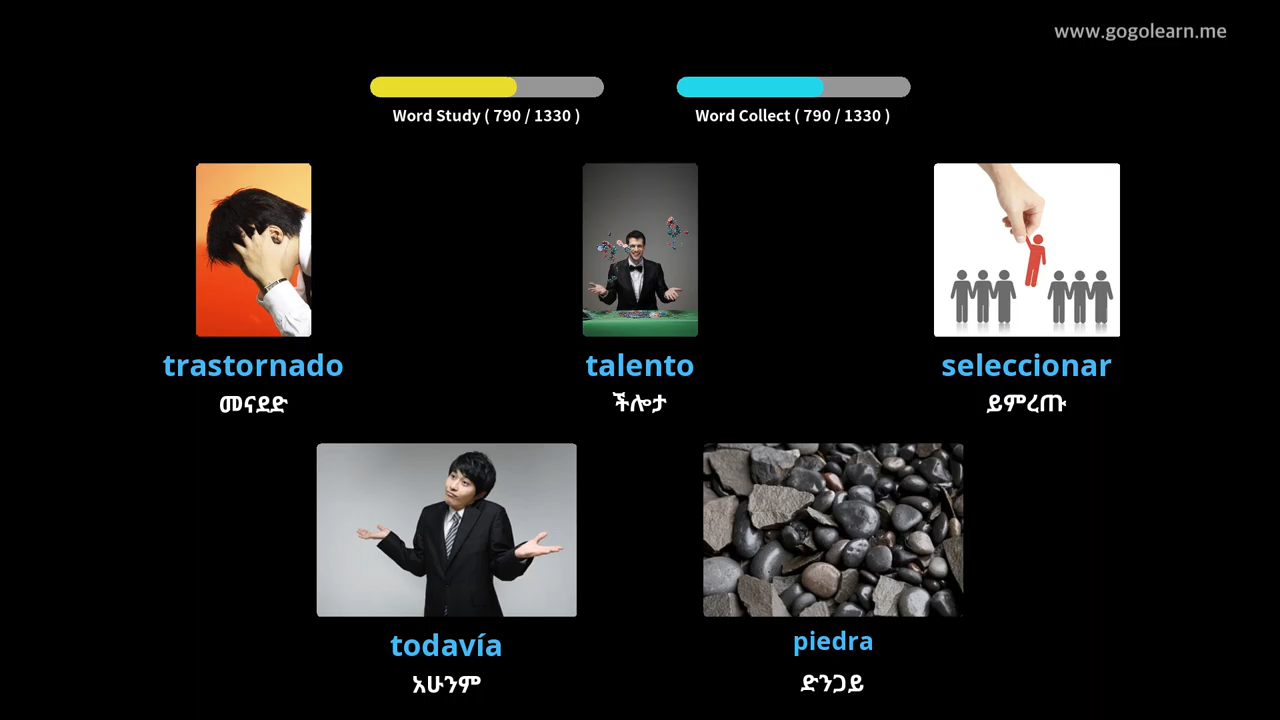 www.gogolearn.me
Word Study ( 790 / 1330 )
Word Collect ( 790 / 1330 )
trastornado
መናደድ
talento
ችሎታ
seleccionar
ይምረጡ
todavía
አሁንም
piedra
ድንጋይ